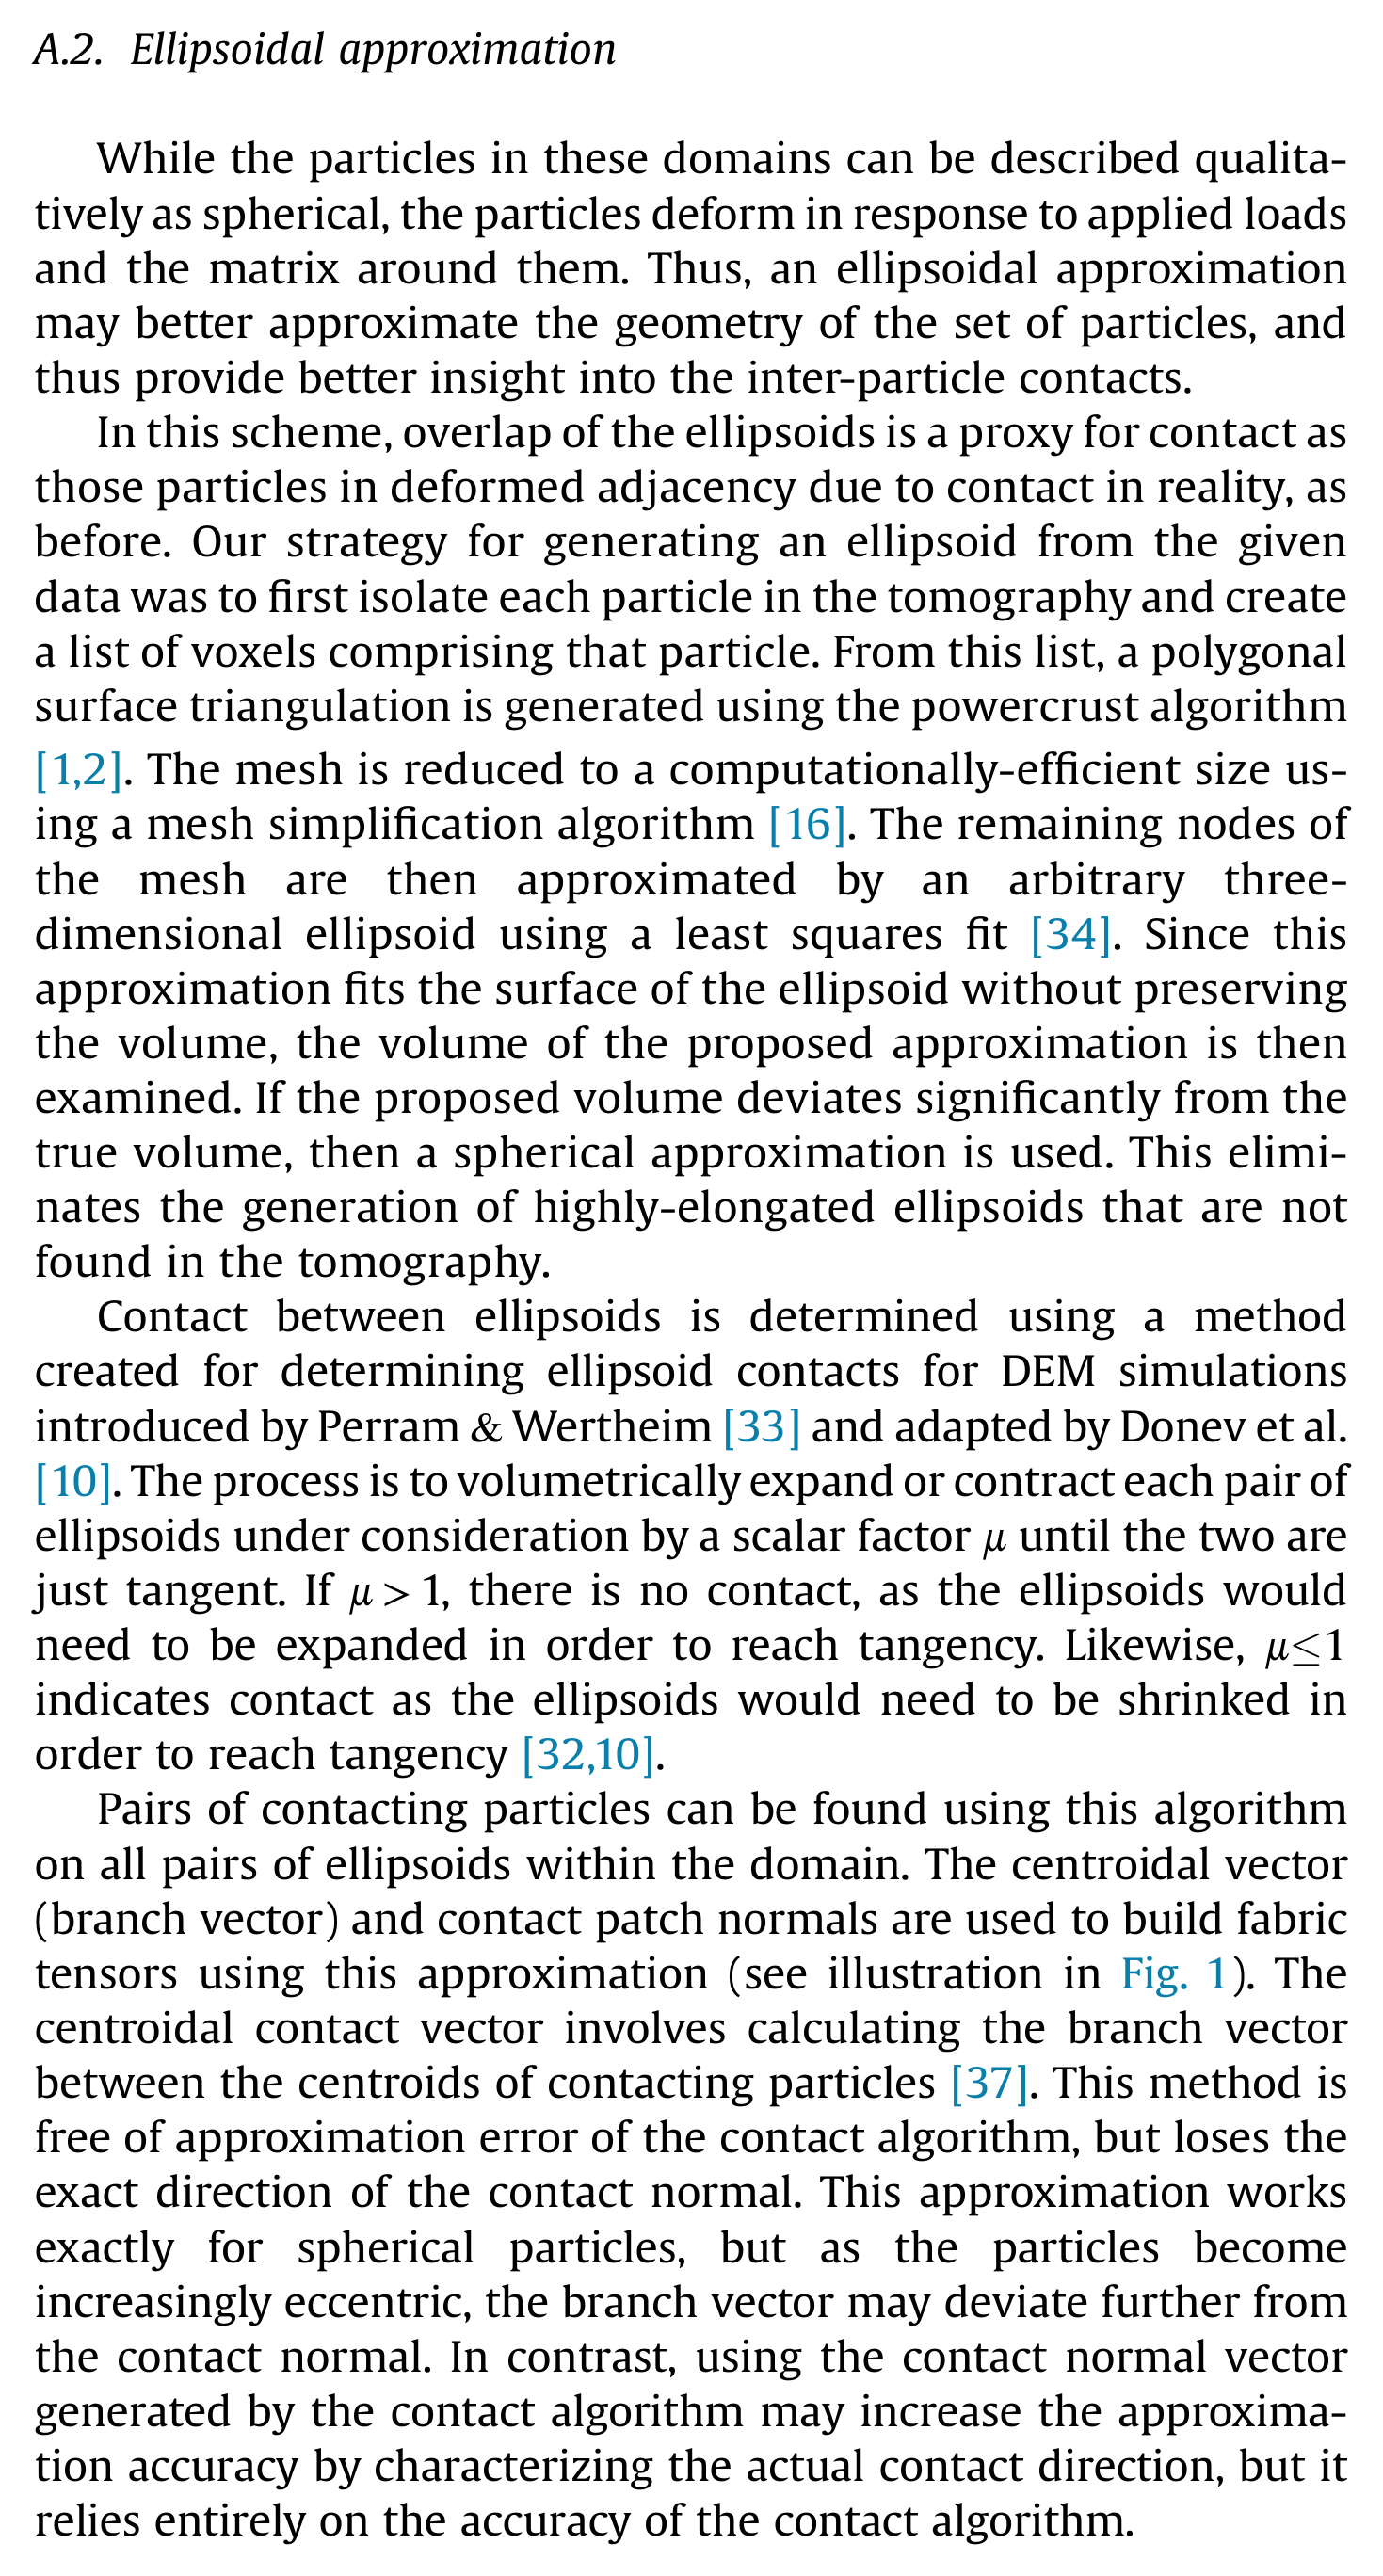 A.2. Ellipsoidal approximation
While the particles in these domains can be described qualita-
tively as spherical, the particles deform in response to applied loads
and the matrix around them. Thus, an ellipsoidal approximation
may better approximate the geometry of the set of particles, and
thus provide better insight into the inter-particle contacts.
In this scheme, overlap of the ellipsoids is a proxy for contact as
those particles in deformed adjacency due to contact in reality, as
before. Our strategy for generating an ellipsoid from the given
data was to first isolate each particle in the tomography and create
a list of voxels comprising that particle. From this list, a polygonal
surface triangulation is generated using the powercrust algorithm
[1,2]. The mesh is reduced to a computationally-efficient size us-
ing a mesh simplification algorithm [16]. The remaining nodes of
the mesh are then approximated by an arbitrary three-
dimensional ellipsoid using a least squares fit [34]. Since this
approximation fits the surface of the ellipsoid without preserving
the volume, the volume of the proposed approximation is then
examined. If the proposed volume deviates significantly from the
true volume, then a spherical approximation is used. This elimi-
nates the generation of highly-elongated ellipsoids that are not
found in the tomography.
Contact between ellipsoids is determined using a method
created for determining ellipsoid contacts for DEM simulations
introduced by Perram & Wertheim [33] and adapted by Donev et al.
[10]. The process is to volumetrically expand or contract each pair of
ellipsoids under consideration by a scalar factor μ until the two are
just tangent. If μ > 1, there is no contact, as the ellipsoids would
need to be expanded in order to reach tangency. Likewise, μ≤1
indicates contact as the ellipsoids would need to be shrinked in
order to reach tangency [32,10].
Pairs of contacting particles can be found using this algorithm
on all pairs of ellipsoids within the domain. The centroidal vector
(branch vector) and contact patch normals are used to build fabric
tensors using this approximation (see illustration in Fig. 1). The
centroidal contact vector involves calculating the branch vector
between the centroids of contacting particles [37]. This method is
free of approximation error of the contact algorithm, but loses the
exact direction of the contact normal. This approximation works
exactly for spherical particles, but as the particles become
increasingly eccentric, the branch vector may deviate further from
the contact normal. In contrast, using the contact normal vector
generated by the contact algorithm may increase the approxima-
tion accuracy by characterizing the actual contact direction, but it
relies entirely on the accuracy of the contact algorithm.